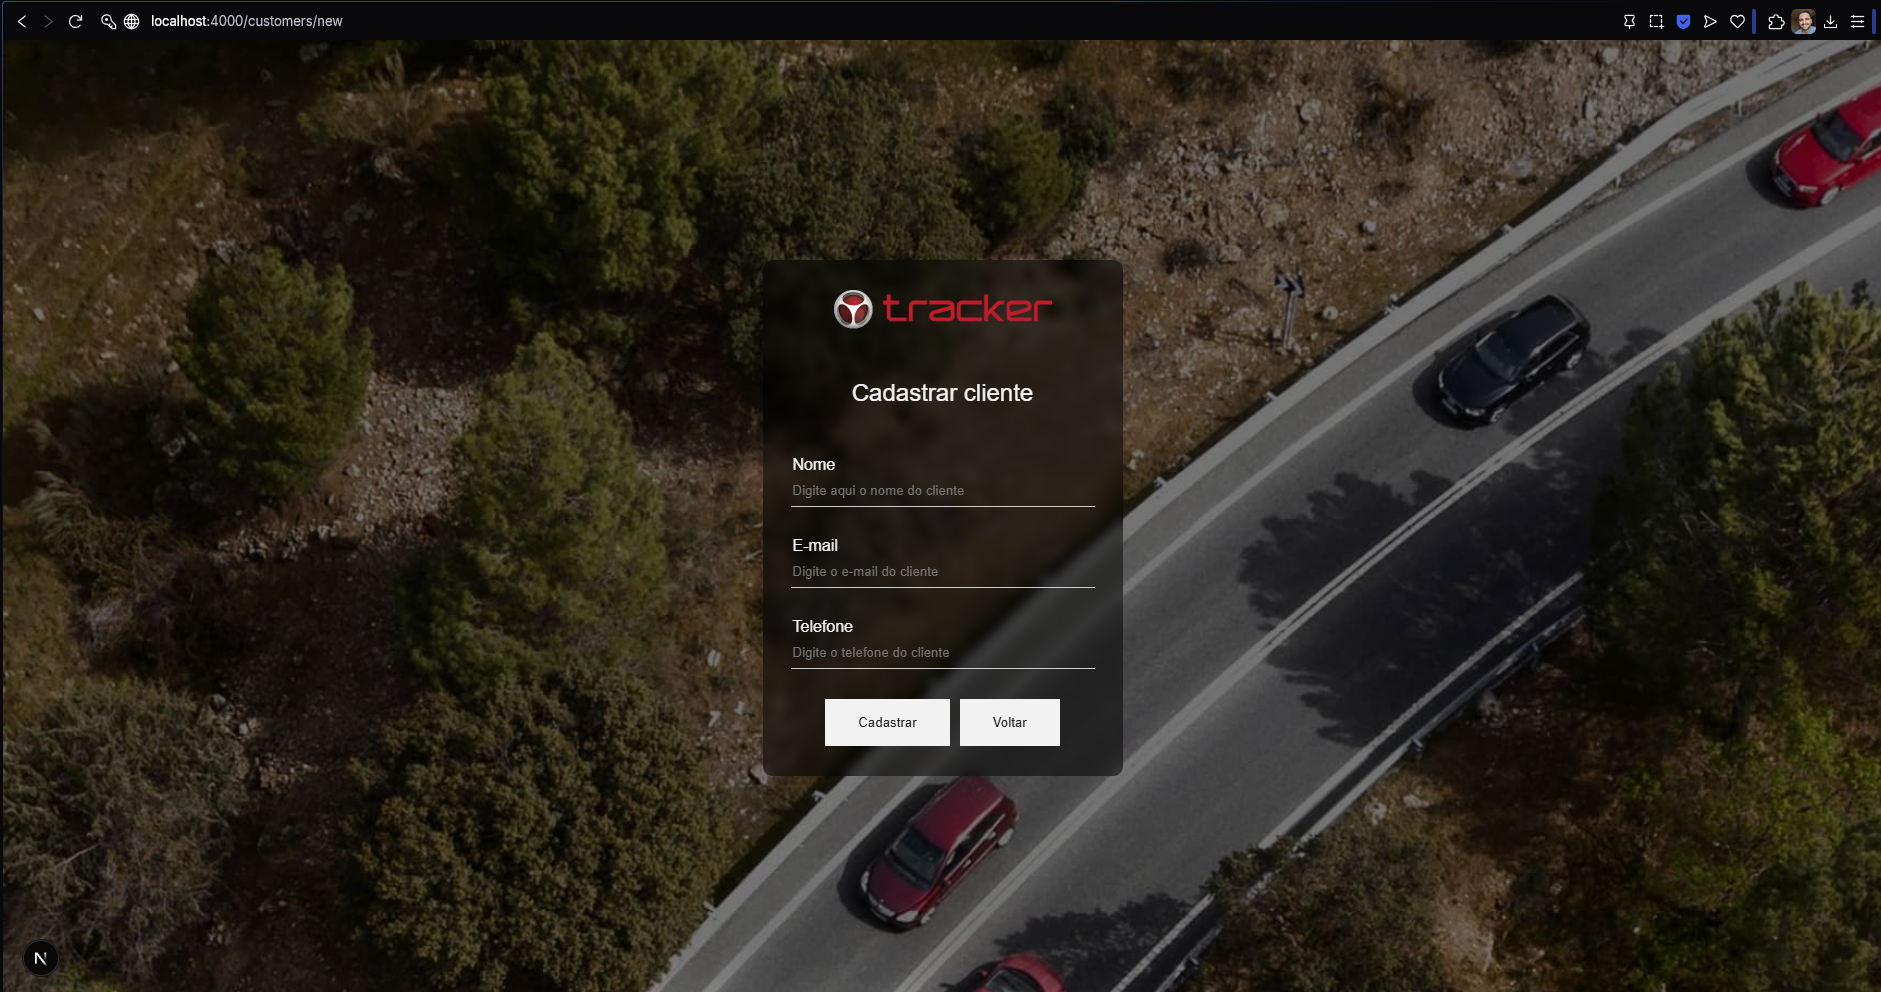 localhost:4000/customers/new
tracker
Cadastrar cliente
Nome
Digite aqui o nome do cliente
E-mail
Digite o e-mail do cliente
Telefone
Digite o telefone do cliente
Cadastrar
Voltar
N